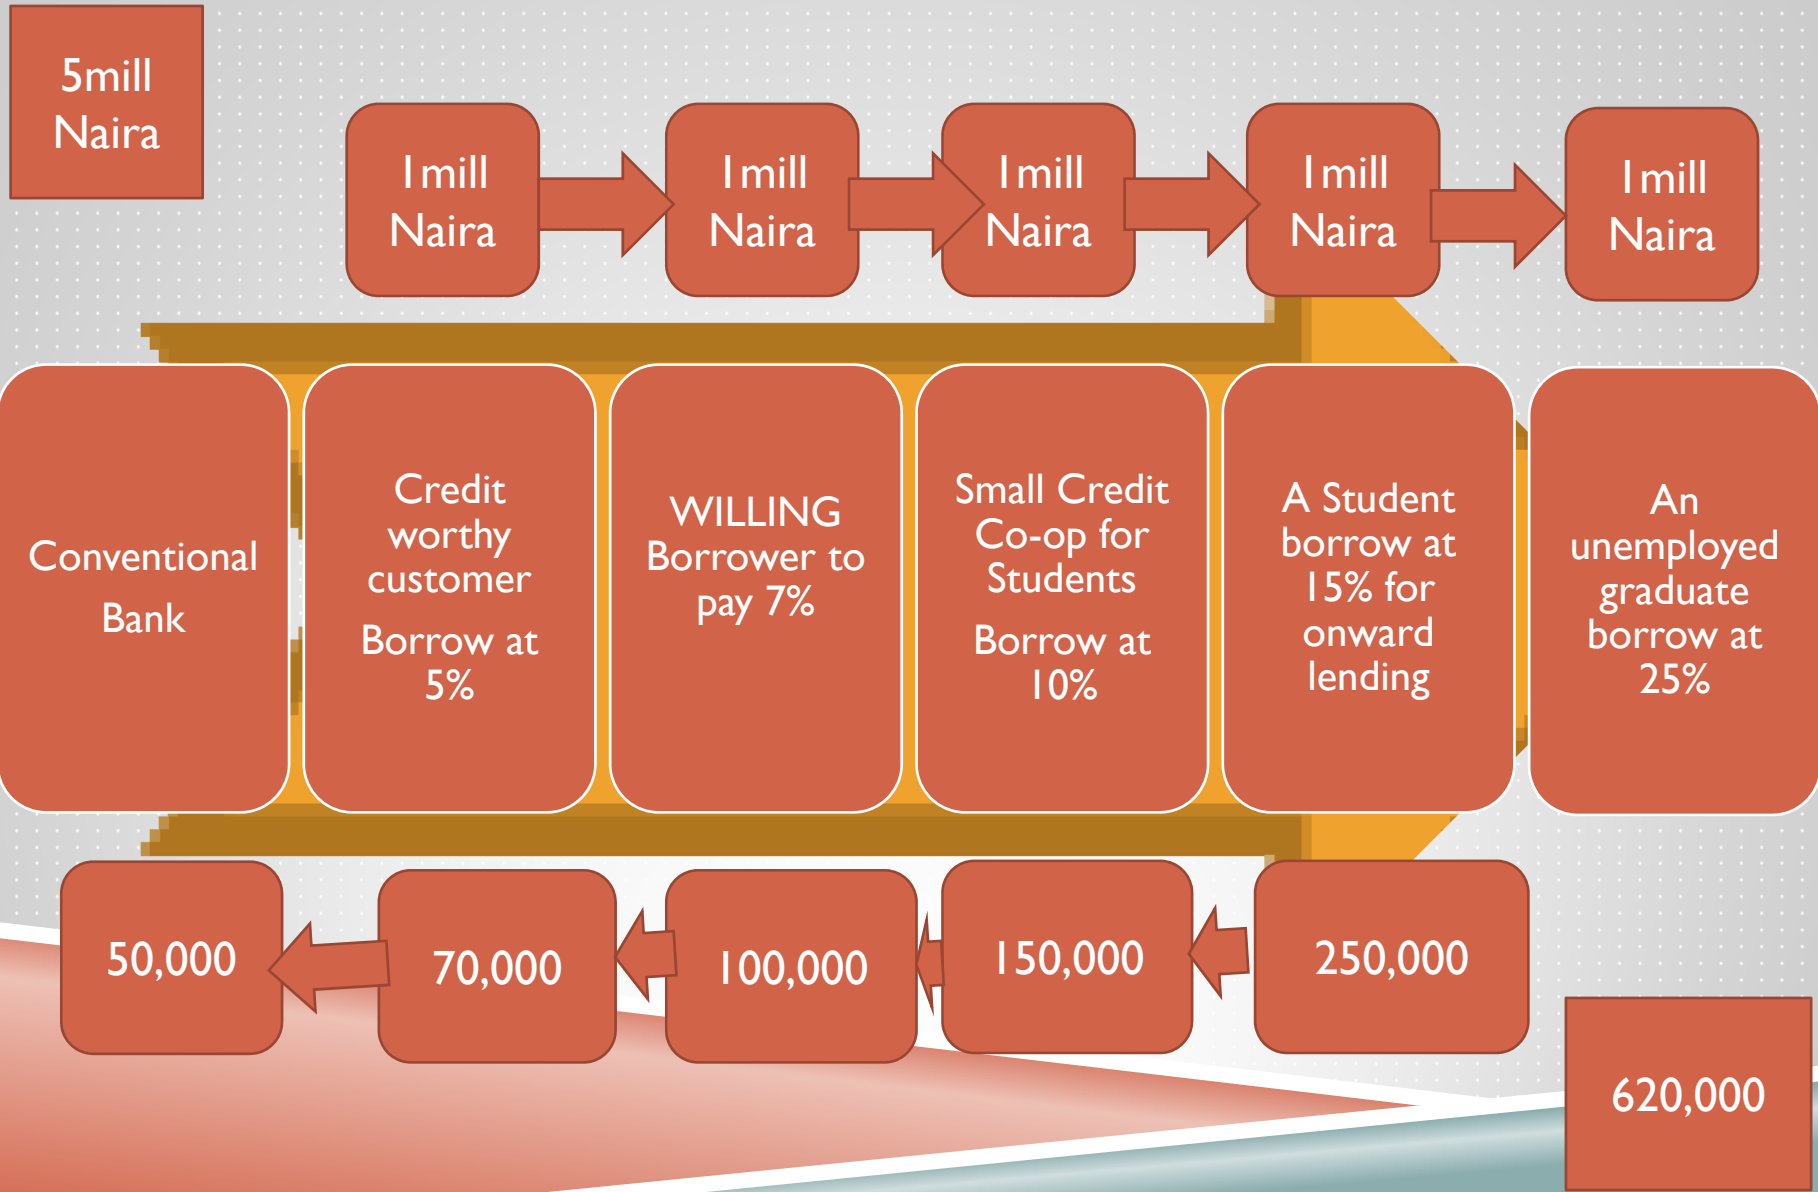 5mill
Naira
1mill
Naira
1mill
Naira
1mill
Naira
1mill
Naira
1mill
Naira
Conventional
Bank
Credit
worthy
customer
Borrow at
5%
WILLING
Borrower to
pay 7%
Small Credit
Co-op for
Students
Borrow at
10%
A Student
borrow at
15% for
onward
lending
An
unemployed
graduate
borrow at
25%
50,000
70,000
100,000
150,000
250,000
620,000